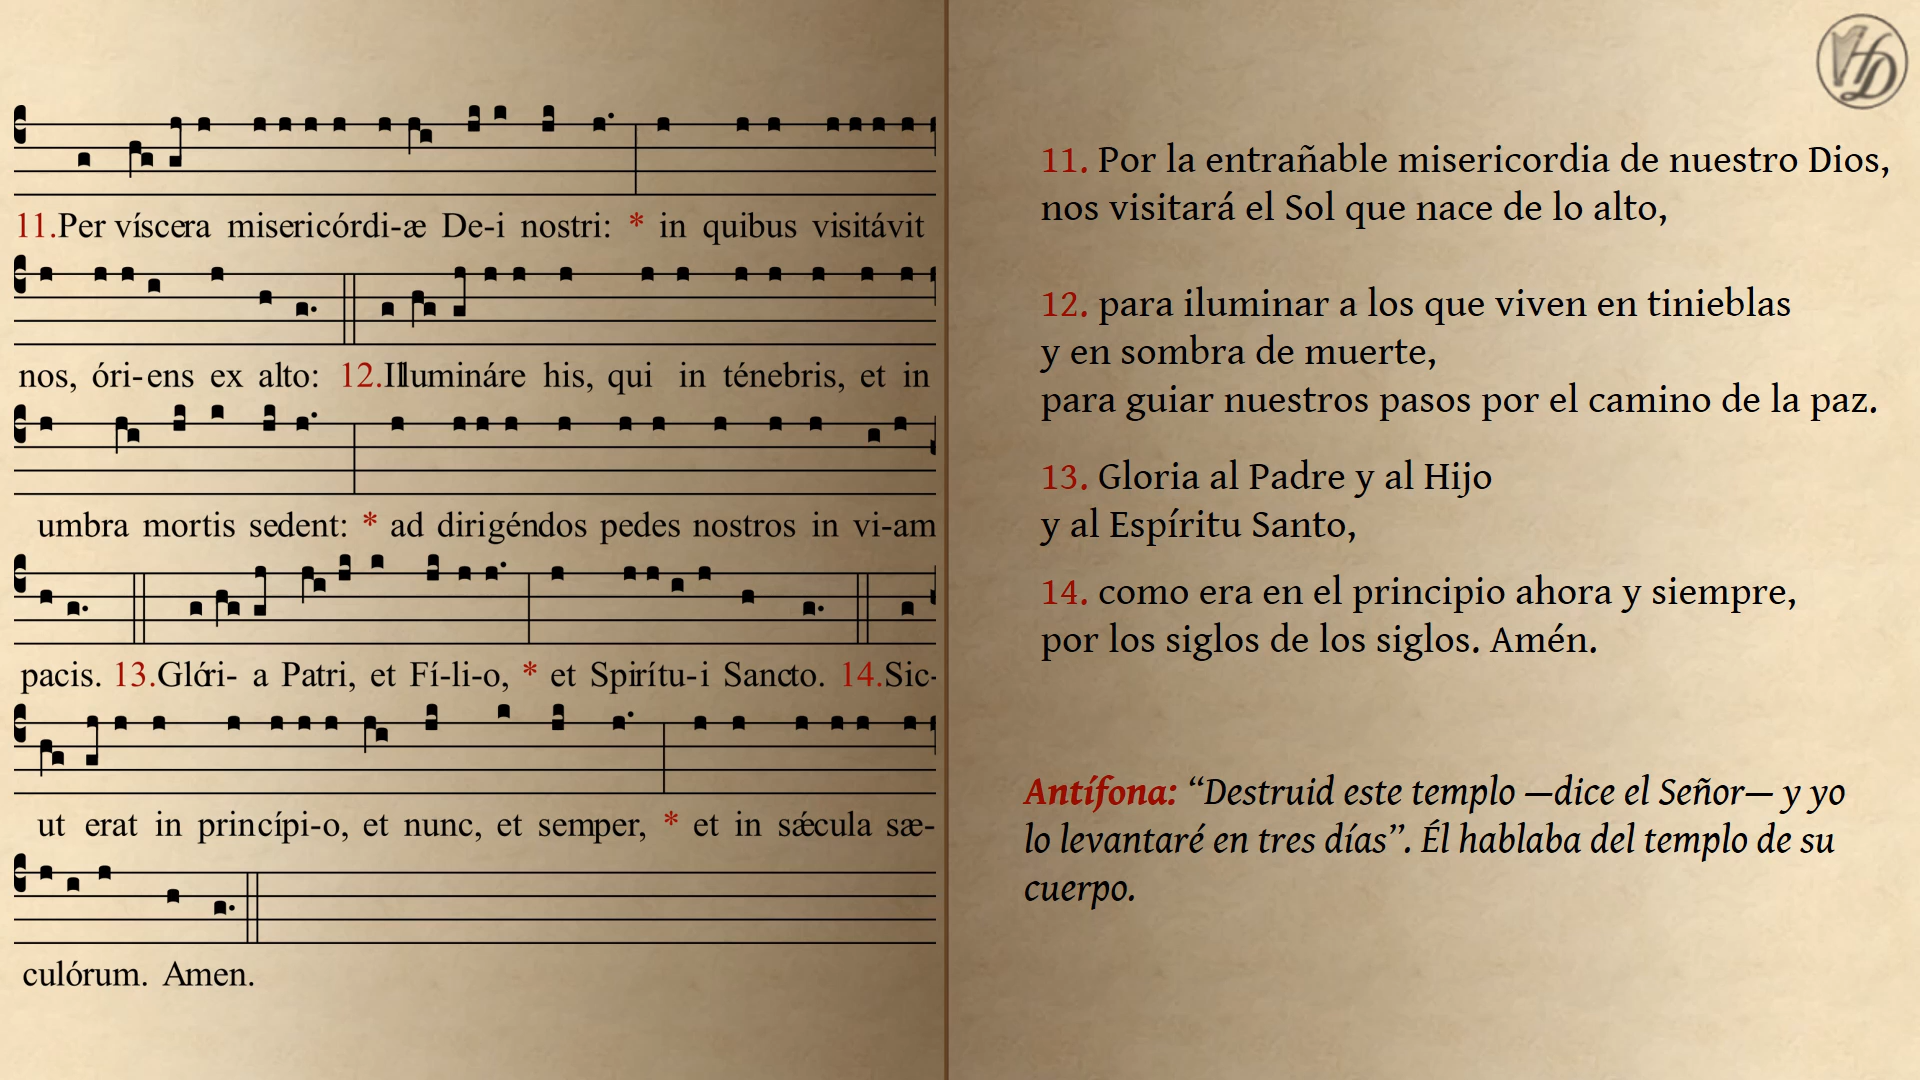 11.Per víscera misericórdi-æ De-i nostri: * in quibus visitávit
nos, óri-ens ex alto: 12.Illumináre his, qui in ténebris, et in
umbra mortis sedent: * ad dirigéndos pedes nostros in vi-am
pacis. 13.Glóri- a Patri, et Fí-li-o, * et Spirítu-i Sancto. 14.Sic-
ut erat in princípi-o, et nunc, et semper, * et in sǽcula sæ-
culórum. Amen.
HD
11. Por la entrañable misericordia de nuestro Dios,
nos visitará el Sol que nace de lo alto,
12. para iluminar a los que viven en tinieblas
y en sombra de muerte,
para guiar nuestros pasos por el camino de la paz.
13. Gloria al Padre y al Hijo
y al Espíritu Santo,
14. como era en el principio ahora y siempre,
por los siglos de los siglos. Amén.
Antífona: “Destruid este templo —dice el Señor— y yo
lo levantaré en tres días”. Él hablaba del templo de su
cuerpo.